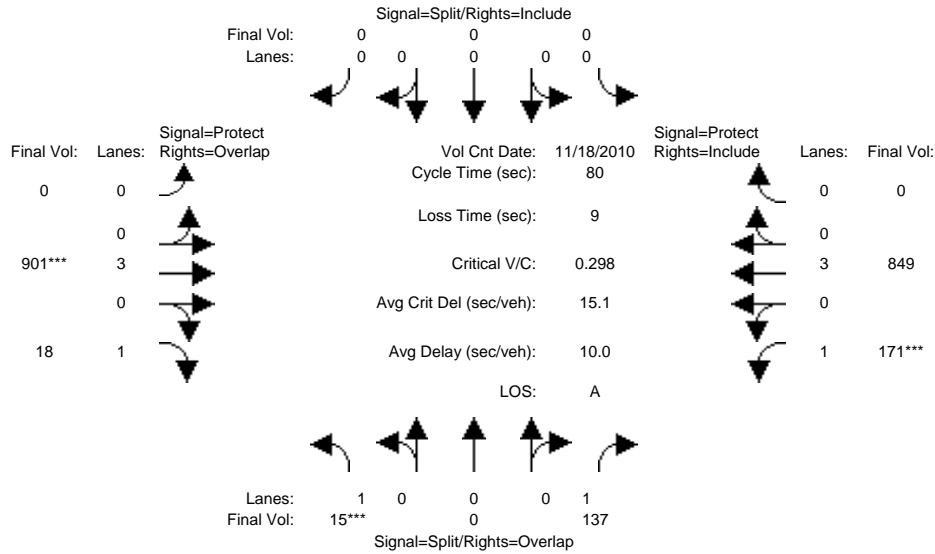 Signal=Split/Rights=Include
Final Vol: 0 0 0
Lanes: 0 0 0 0 0
Signal=Protect Signal=Protect
Final Vol: Lanes: Rights=Overlap Vol Cnt Date: 11/18/2010 Rights=Include Lanes: Final Vol:
Cycle Time (sec): 80
0 0 0 0
Loss Time (sec): 9
0 0
901*** 3 Critical V/C: 0.298 3 849
0 Avg Crit Del (sec/veh): 15.1 0
18 1 Avg Delay (sec/veh): 10.0 1 171***
LOS: A
Lanes: 1 0 0 0 1
Final Vol: 15*** 0 137
Signal=Split/Rights=Overlap